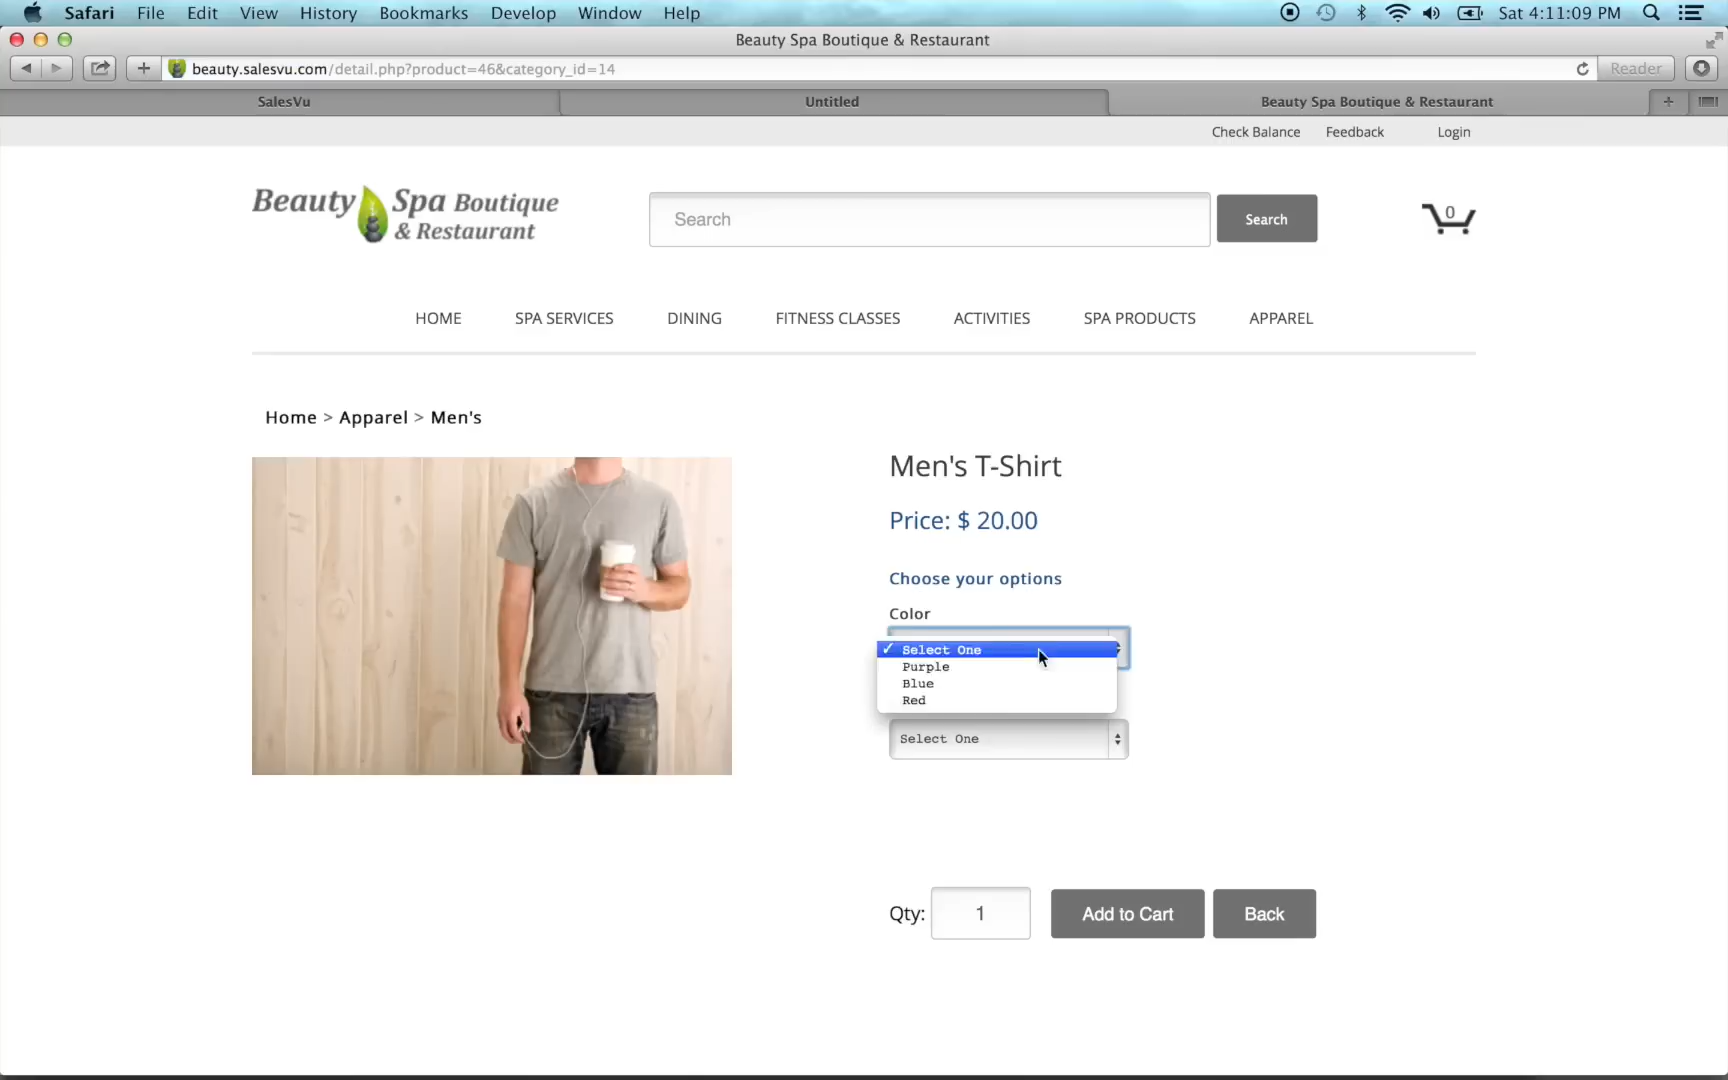 Safari File Edit View History Bookmarks Develop Window Help Sat 4:11:09 PM
Beauty Spa Boutique & Restaurant
beauty.salesvu.com/detail.php?product=46&category_id=14 Reader
SalesVu Untitled Beauty Spa Boutique & Restaurant
Check Balance Feedback Login
Beauty Spa Boutique
& Restaurant
Search Search 0
HOME SPA SERVICES DINING FITNESS CLASSES ACTIVITIES SPA PRODUCTS APPAREL
Home > Apparel > Men's
Men's T-Shirt
Price: $ 20.00
Choose your options
Color
✓ Select One
Purple
Blue
Red
Select One
Qty: 1 Add to Cart Back